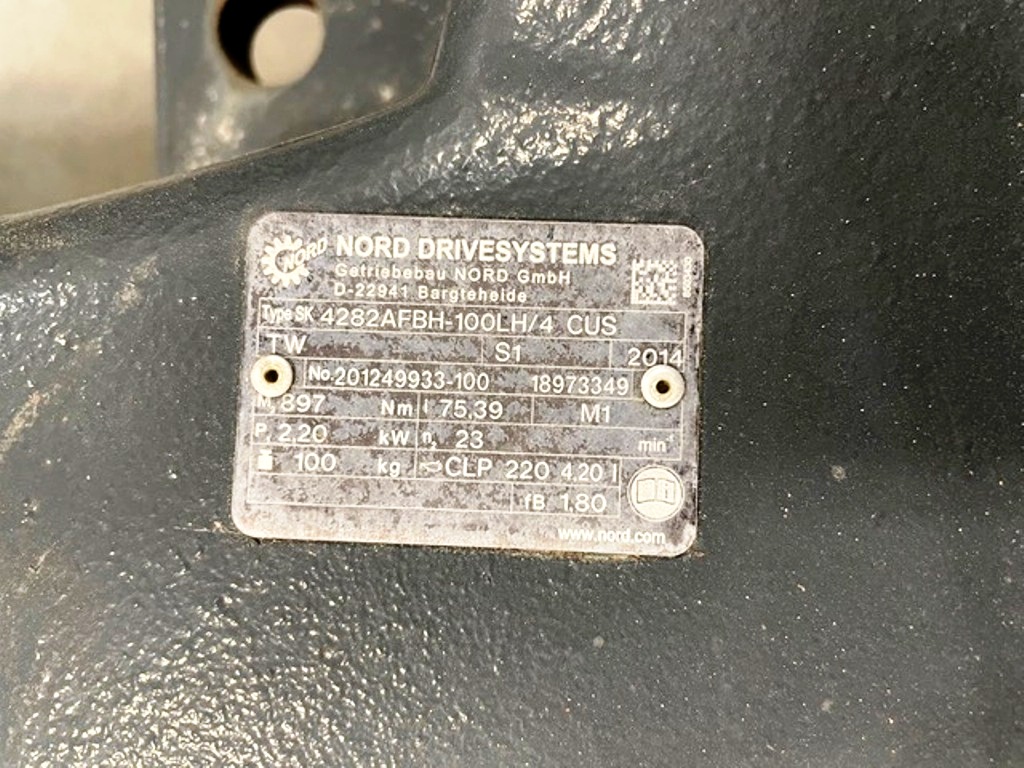 NORD
NORD DRIVESYSTEMS
Getriebebau NORD GmbH
D-22941 Bargteheide
Type SK 4282AFBH-100LH/4 CUS
TW S1 2014
No. 201249933-100 18973349
M₂ 897 Nm i 75.39 M1
P₁ 2,20 kW n₂ 23 min⁻¹
100 kg CLP 220 4.20 l
fB 1,80
www.nord.com